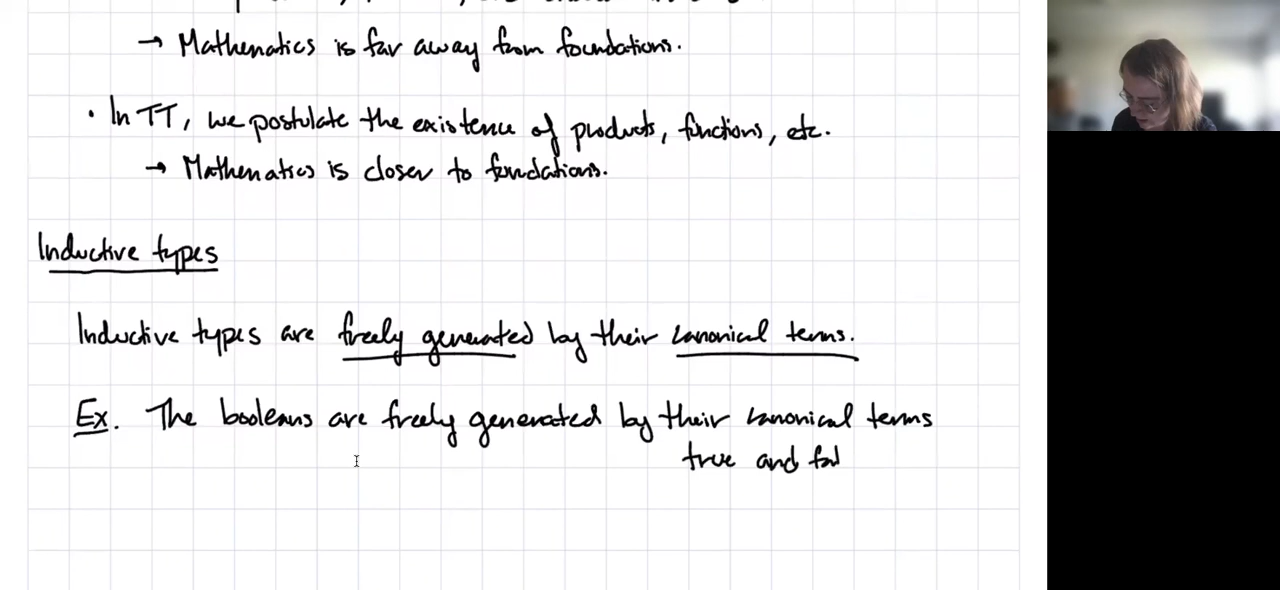 → Mathematics is far away from foundations.
· In TT, we postulate the existence of products, functions, etc.
→ Mathematics is closer to foundations.
Inductive types
Inductive types are freely generated by their canonical terms.
Ex. The booleans are freely generated by their canonical terms
true and fal